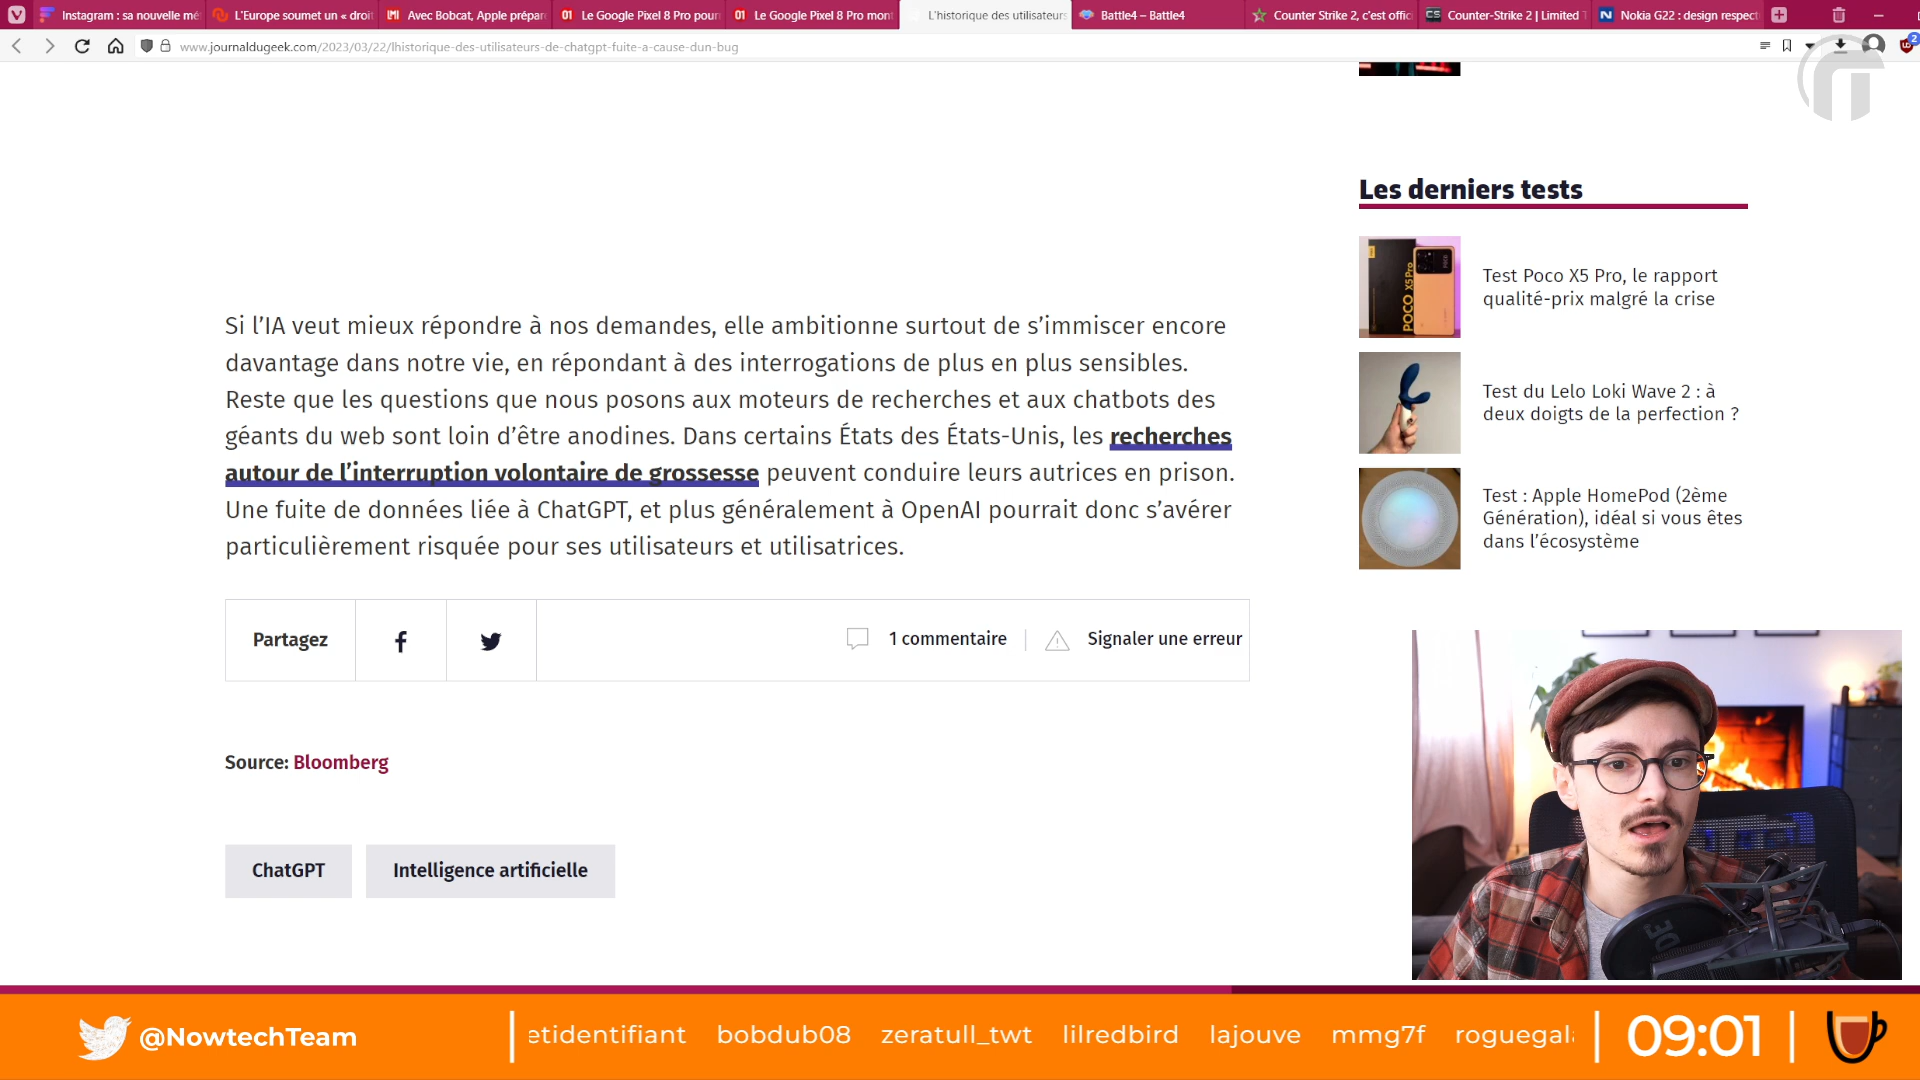 Instagram : sa nouvelle mé
L'Europe soumet un « droit
Avec Bobcat, Apple prépar
01 Le Google Pixel 8 Pro pour
01 Le Google Pixel 8 Pro mon
L'historique des utilisateurs
Battle4 – Battle4
Counter Strike 2, c'est offic
CS Counter-Strike 2 | Limited T
N Nokia G22 : design respect
www.journaldugeek.com/2023/03/22/lhistorique-des-utilisateurs-de-chatgpt-fuite-a-cause-dun-bug
2
Si l'IA veut mieux répondre à nos demandes, elle ambitionne surtout de s'immiscer encore
davantage dans notre vie, en répondant à des interrogations de plus en plus sensibles.
Reste que les questions que nous posons aux moteurs de recherches et aux chatbots des
géants du web sont loin d'être anodines. Dans certains États des États-Unis, les recherches
autour de l'interruption volontaire de grossesse peuvent conduire leurs autrices en prison.
Une fuite de données liée à ChatGPT, et plus généralement à OpenAI pourrait donc s'avérer
particulièrement risquée pour ses utilisateurs et utilisatrices.
Partagez
1 commentaire
Signaler une erreur
Source: Bloomberg
ChatGPT
Intelligence artificielle
Les derniers tests
POCO X5 Pro
Test Poco X5 Pro, le rapport
qualité-prix malgré la crise
Test du Lelo Loki Wave 2 : à
deux doigts de la perfection ?
Test : Apple HomePod (2ème
Génération), idéal si vous êtes
dans l'écosystème
@NowtechTeam
etidentifiant bobdub08 zeratull_twt lilredbird lajouve mmg7f roguegala
09:01